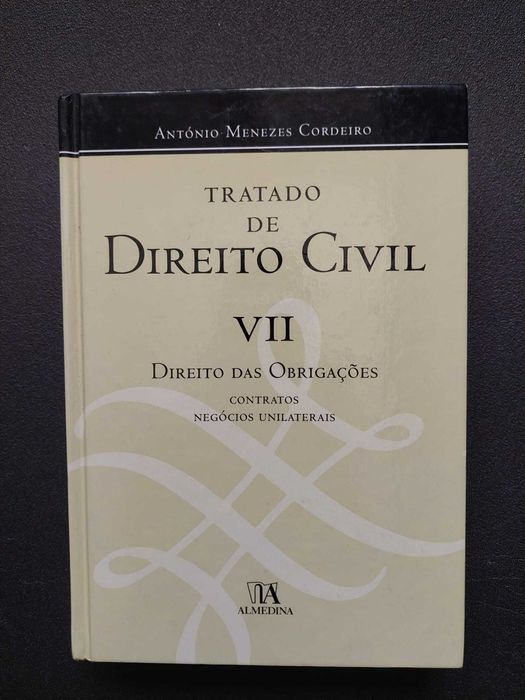 António Menezes Cordeiro
TRATADO
DE
DIREITO CIVIL
VII
DIREITO DAS OBRIGAÇÕES
CONTRATOS
NEGÓCIOS UNILATERAIS
ALMEDINA